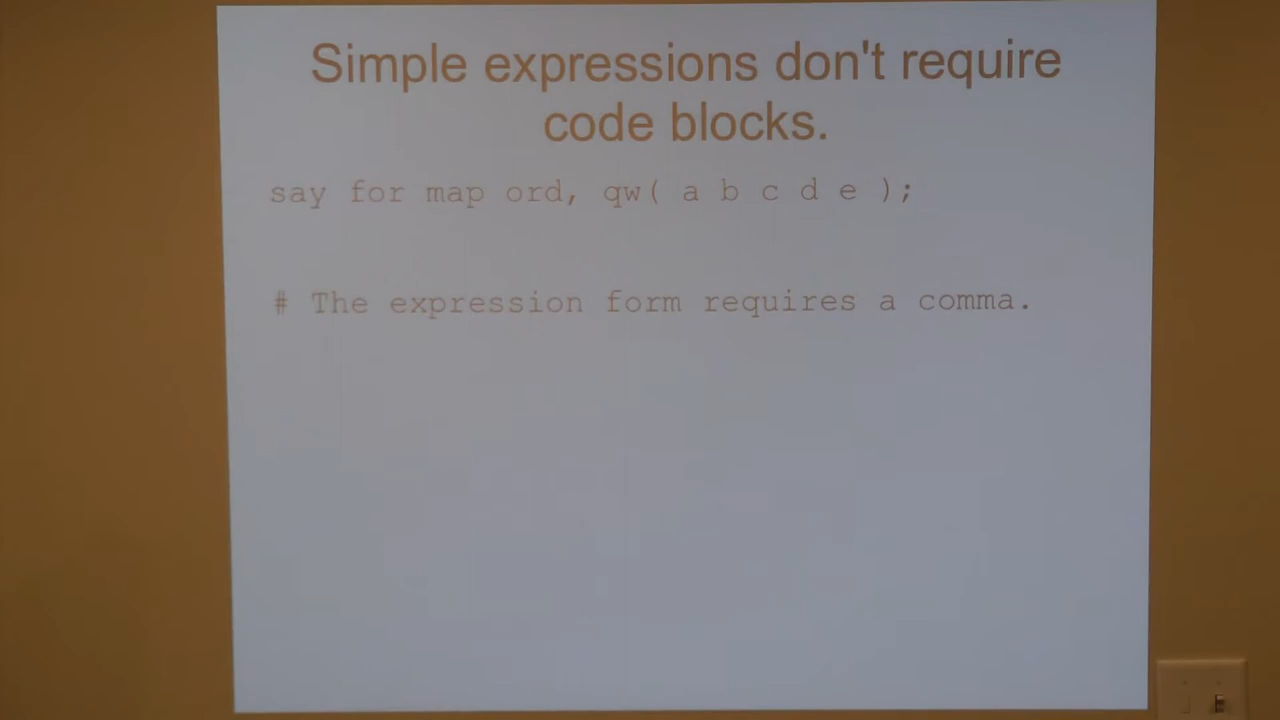 Simple expressions don't require
code blocks.
say for map ord, qw( a b c d e );
# The expression form requires a comma.